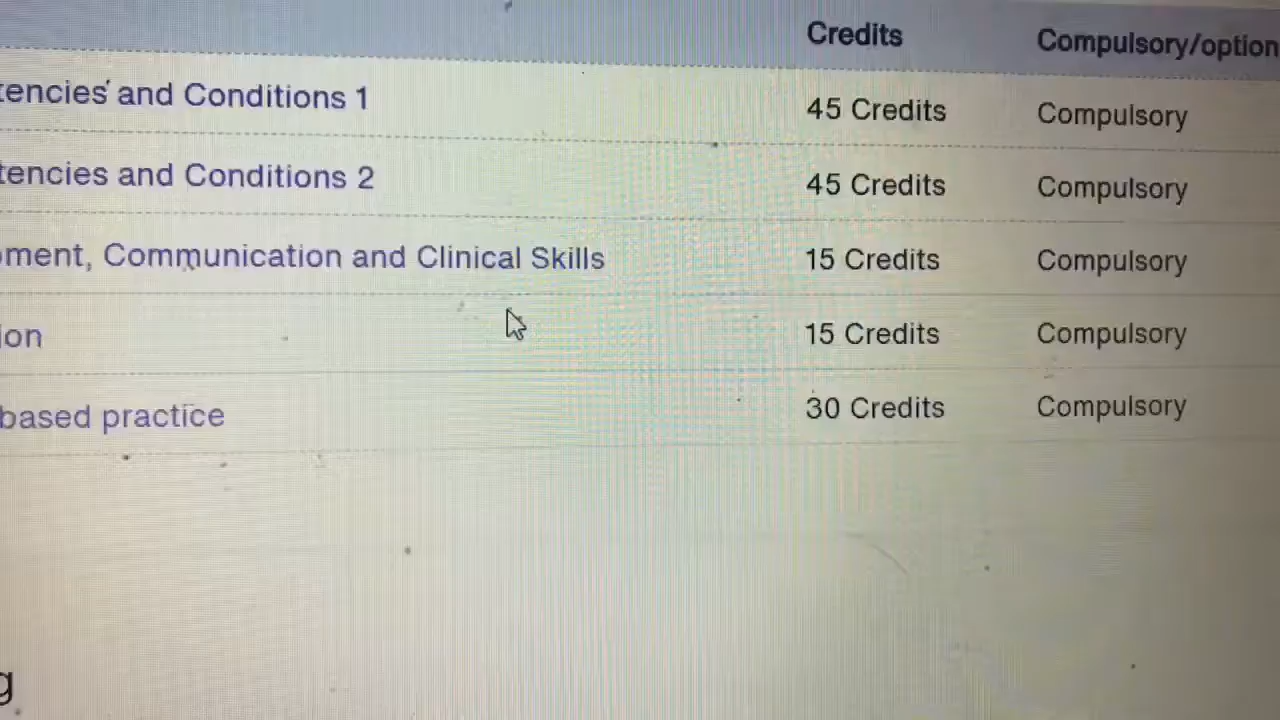 Credits Compulsory/option
tencies and Conditions 1 45 Credits Compulsory
tencies and Conditions 2 45 Credits Compulsory
ment, Communication and Clinical Skills 15 Credits Compulsory
ion 15 Credits Compulsory
based practice 30 Credits Compulsory
g